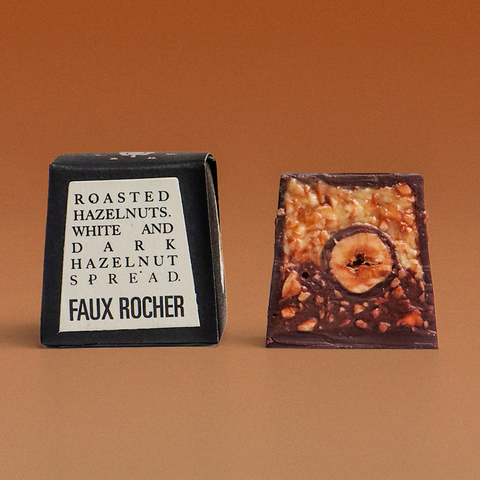 ROASTED
HAZELNUTS.
WHITE AND
DARK
HAZELNUT
SPREAD.
FAUX ROCHER